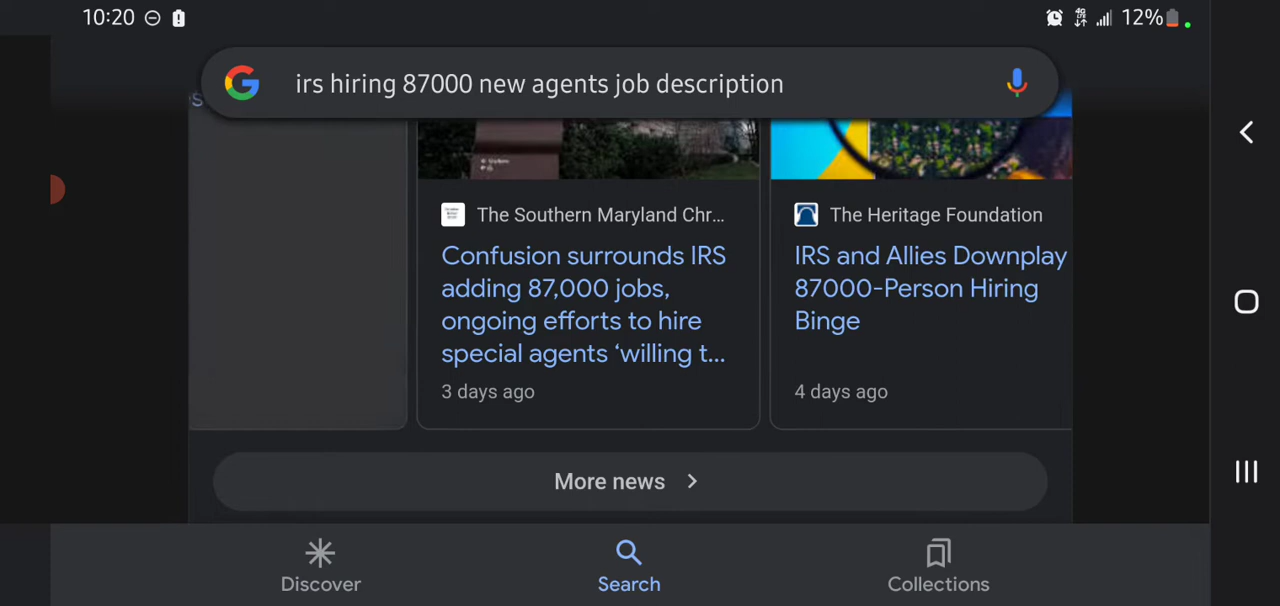 10:20
4G
12%
irs hiring 87000 new agents job description
s
The Southern Maryland Chr...
Confusion surrounds IRS
adding 87,000 jobs,
ongoing efforts to hire
special agents ‘willing t...
3 days ago
The Heritage Foundation
IRS and Allies Downplay
87000-Person Hiring
Binge
4 days ago
More news
Discover
Search
Collections